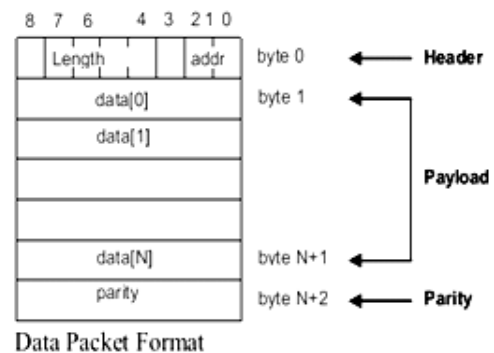 8 7 6 4 3 2 1 0
Length addr byte 0 Header
data[0] byte 1
data[1]
Payload
data[N] byte N+1
parity byte N+2 Parity
Data Packet Format